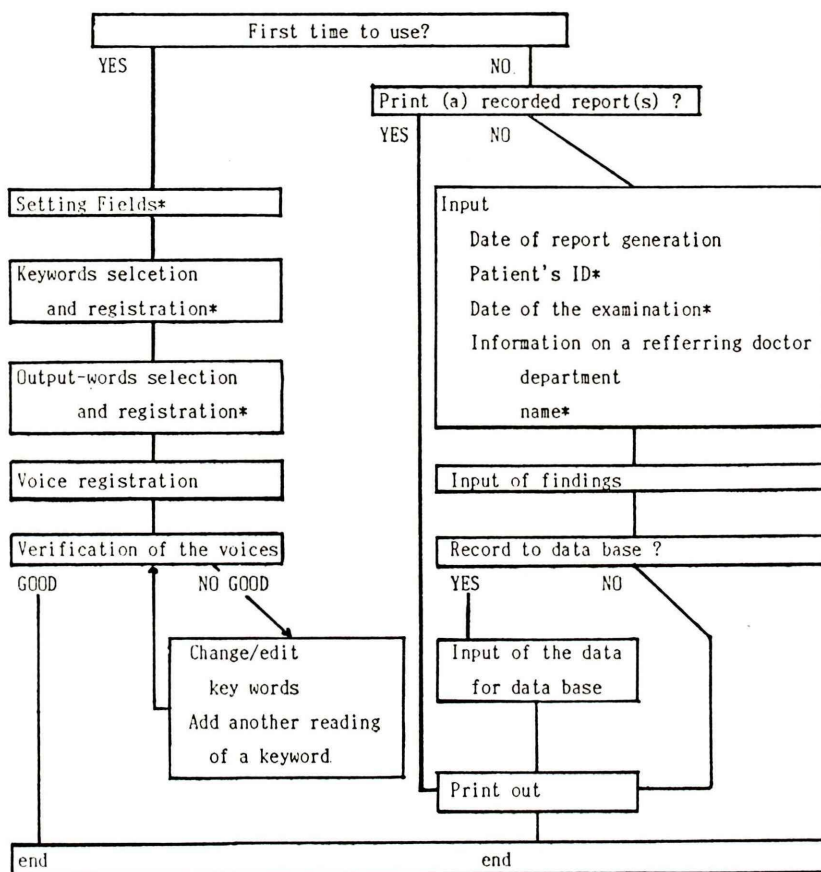 First time to use?
YES
NO
Print (a) recorded report(s) ?
YES
NO
Setting Fields*
Keywords selcetion
and registration*
Output-words selection
and registration*
Voice registration
Verification of the voices
GOOD
NO GOOD
Change/edit
key words
Add another reading
of a keyword
Input
Date of report generation
Patient's ID*
Date of the examination*
Information on a refferring doctor
department
name*
Input of findings
Record to data base ?
YES
NO
Input of the data
for data base
Print out
end
end